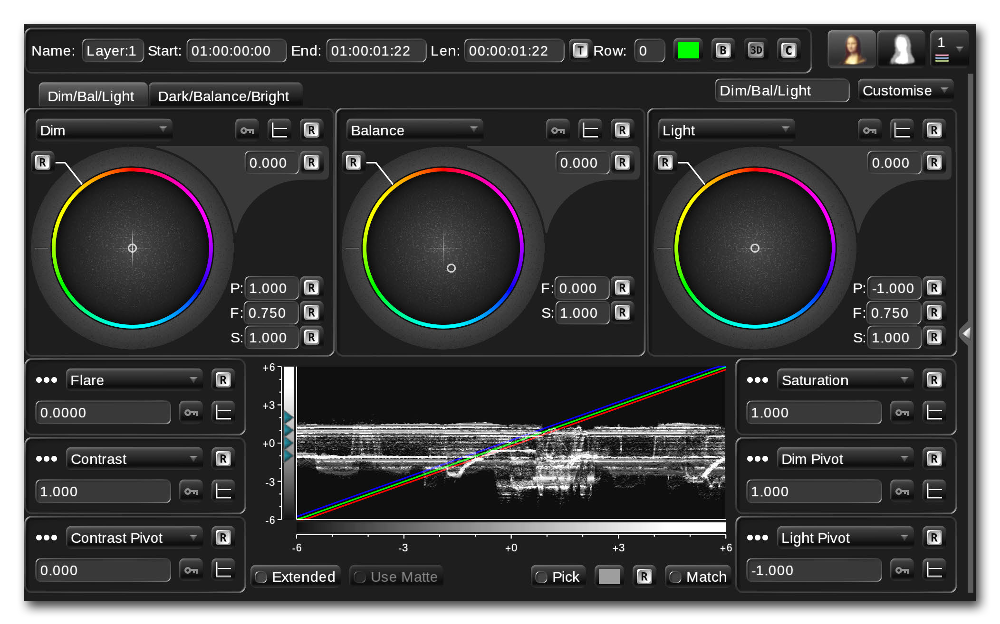 Name: Layer:1 Start: 01:00:00:00 End: 01:00:01:22 Len: 00:00:01:22 T Row: 0 B 3D C 1
Dim/Bal/Light Dark/Balance/Bright Dim/Bal/Light Customise
Dim R Balance R Light R
R 0.000 R R 0.000 R R 0.000 R
P: 1.000 R F: 0.000 R P: -1.000 R
F: 0.750 R S: 1.000 R F: 0.750 R
S: 1.000 R S: 1.000 R
Flare R
0.0000
Contrast R
1.000
Contrast Pivot R
0.000
+6
+3
+0
-3
-6
-6 -3 +0 +3 +6
Extended Use Matte Pick R Match
Saturation R
1.000
Dim Pivot R
1.000
Light Pivot R
-1.000